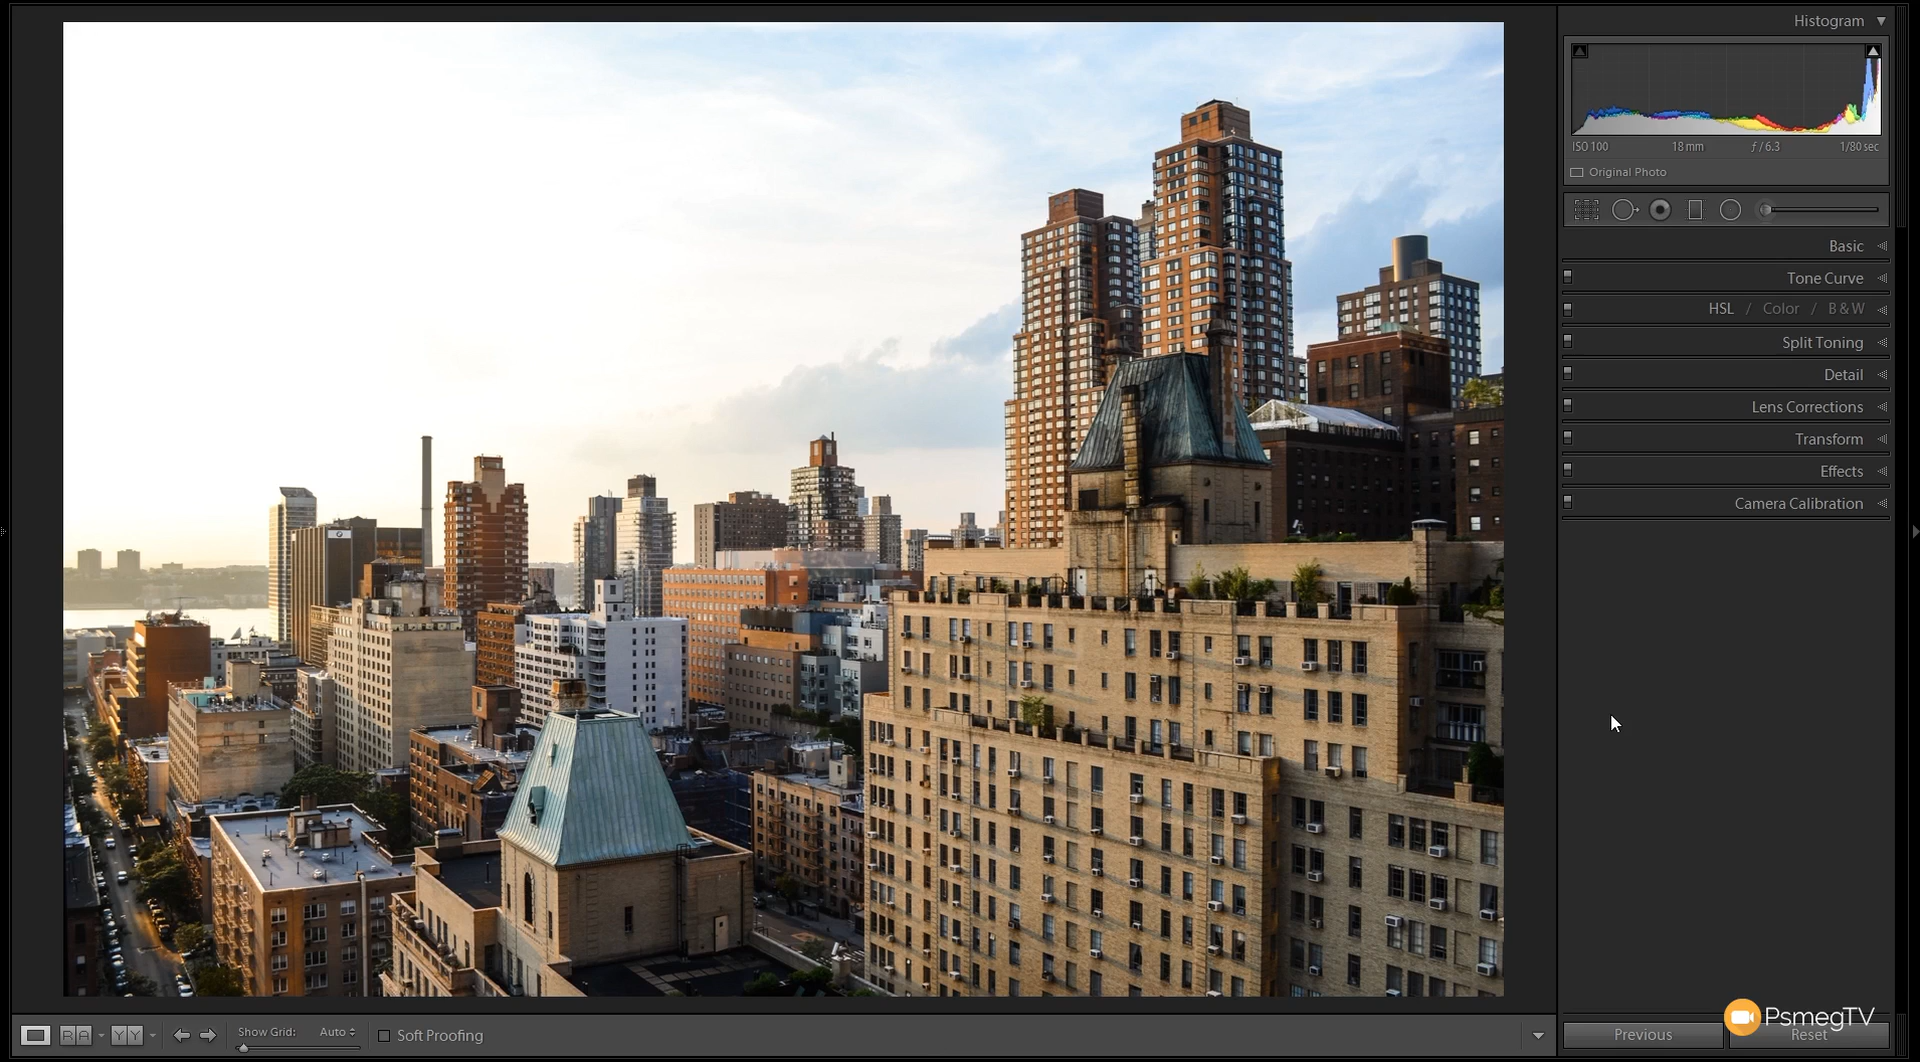 Histogram
ISO 100 18 mm ƒ / 6.3 1/80 sec
Original Photo
Basic
Tone Curve
HSL / Color / B & W
Split Toning
Detail
Lens Corrections
Transform
Effects
Camera Calibration
R A Y Y Show Grid: Auto Soft Proofing
PsmegTV
Previous Reset